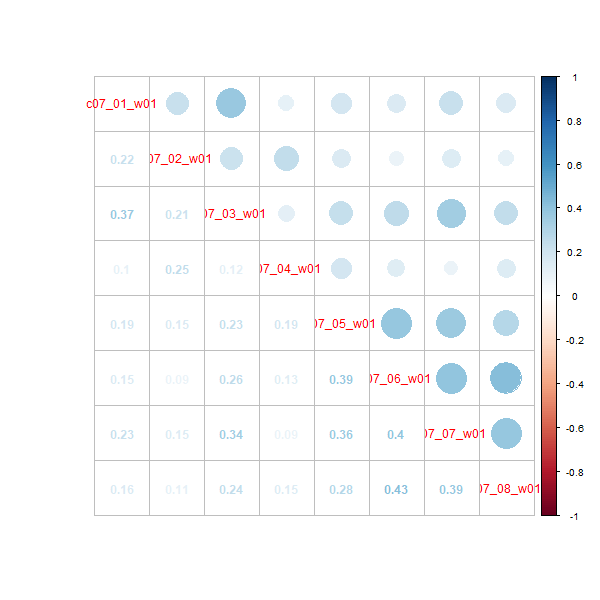 c07_01_w01
0.22 07_02_w01
0.37 0.21 07_03_w01
0.1 0.25 0.12 07_04_w01
0.19 0.15 0.23 0.19 07_05_w01
0.15 0.09 0.26 0.13 0.39 07_06_w01
0.23 0.15 0.34 0.09 0.36 0.4 07_07_w01
0.16 0.11 0.24 0.15 0.28 0.43 0.39 07_08_w01
1
0.8
0.6
0.4
0.2
0
-0.2
-0.4
-0.6
-0.8
-1